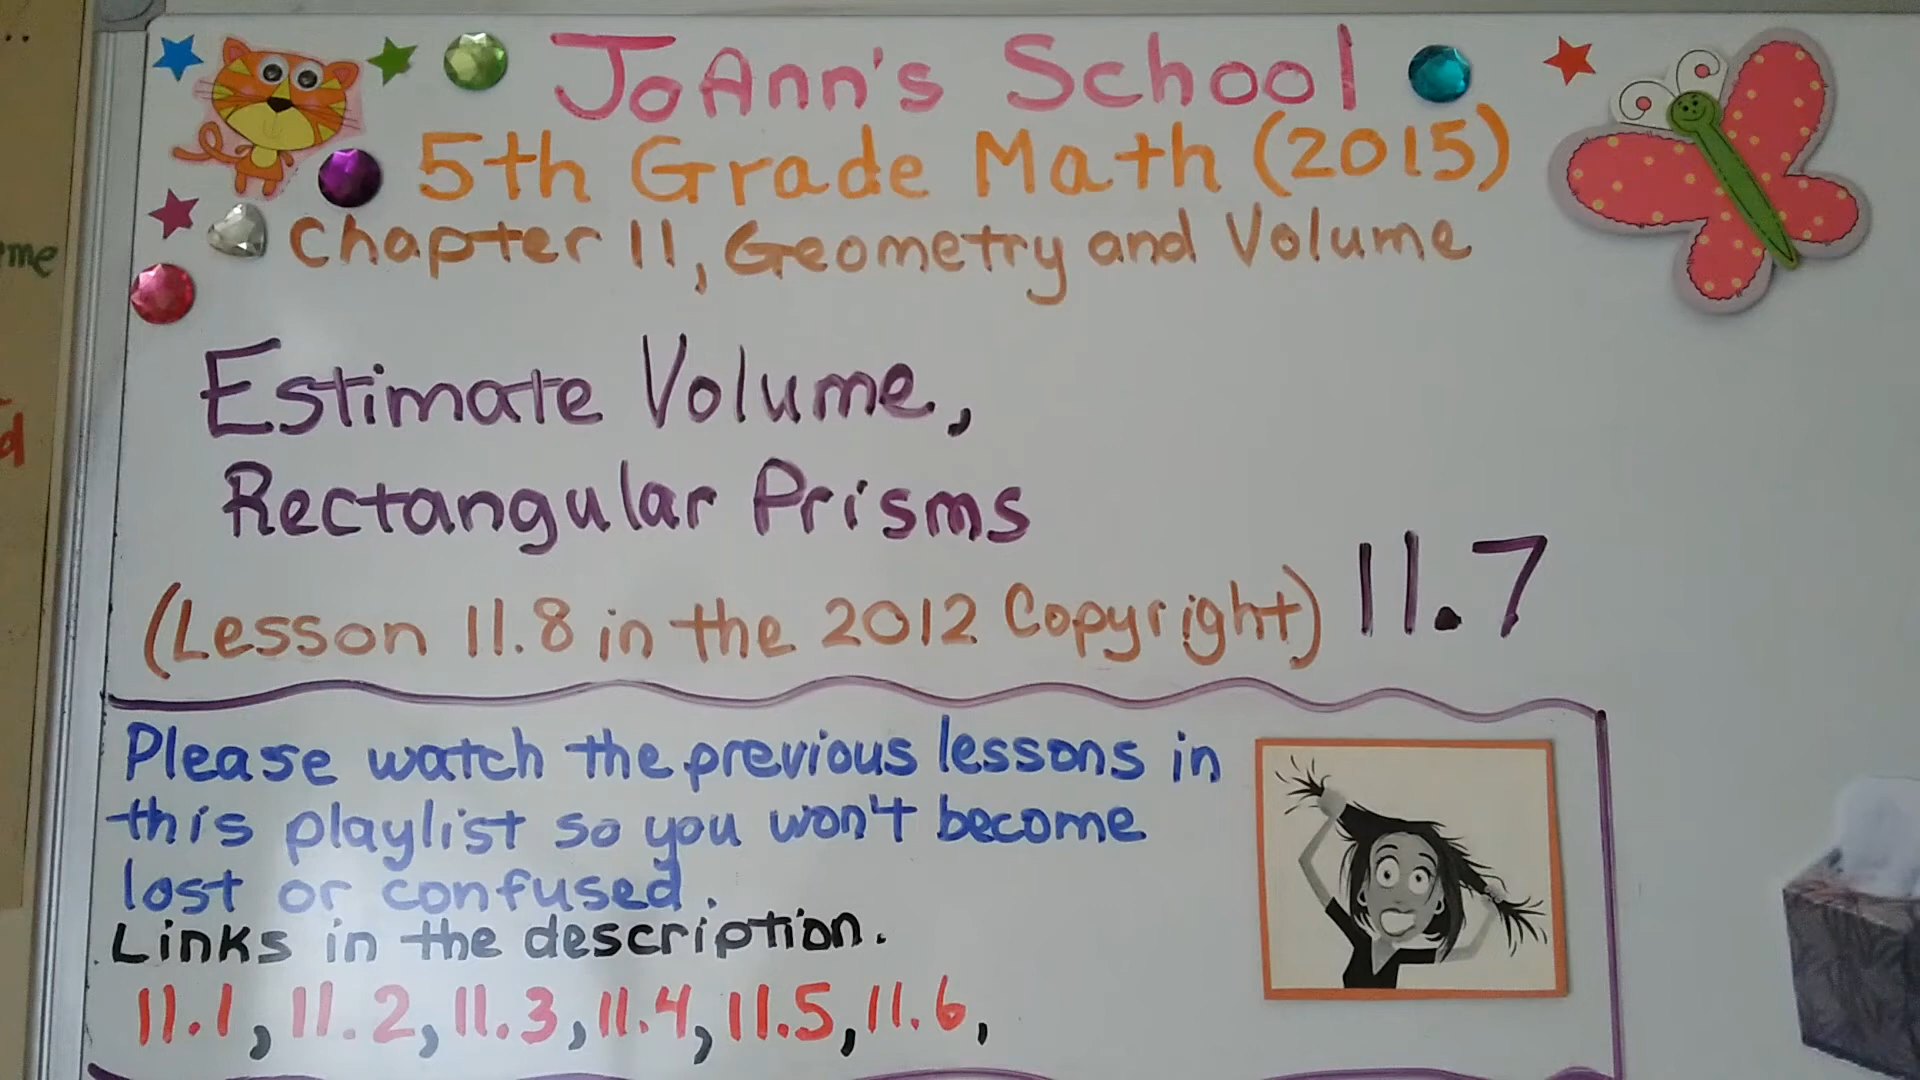 JoAnn's School
5th Grade Math (2015)
Chapter 11, Geometry and Volume
Estimate Volume,
Rectangular Prisms
11.7
(Lesson 11.8 in the 2012 Copyright)
Please watch the previous lessons in
this playlist so you won't become
lost or confused.
Links in the description.
11.1, 11.2, 11.3, 11.4, 11.5, 11.6,